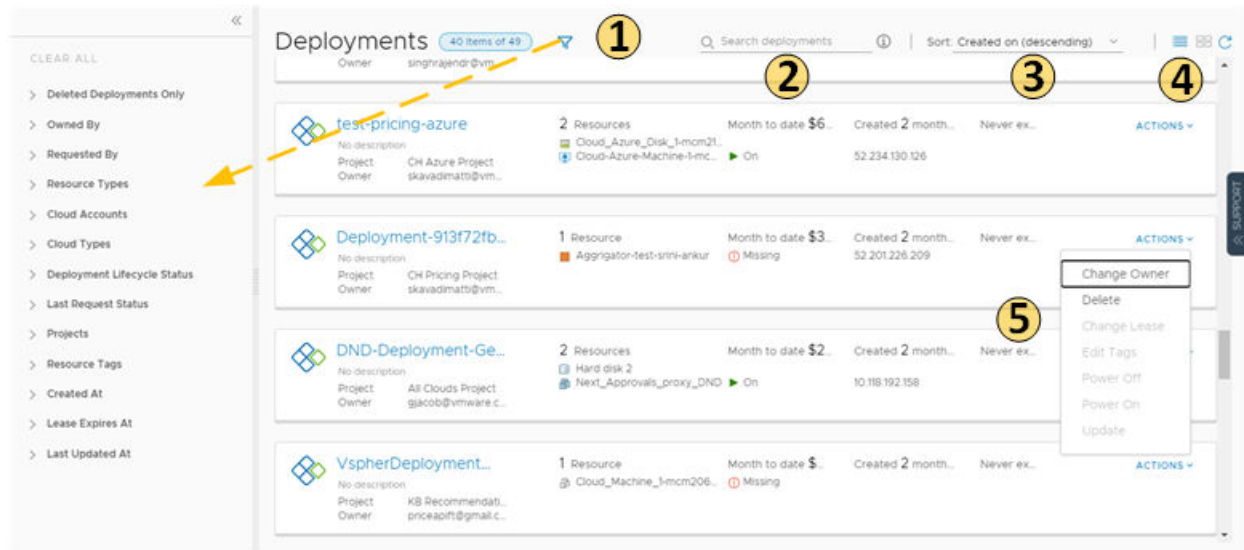 «
CLEAR ALL
> Deleted Deployments Only
> Owned By
> Requested By
> Resource Types
> Cloud Accounts
> Cloud Types
> Deployment Lifecycle Status
> Last Request Status
> Projects
> Resource Tags
> Created At
> Lease Expires At
> Last Updated At
Deployments 40 Items of 49 1 Search deployments Sort: Created on (descending)
2 3 4
Owner singhrajendr@vm...
test-pricing-azure 2 Resources Month to date $6... Created 2 month... Never ex... ACTIONS
No description Cloud_Azure_Disk_1-mcm21...
Cloud-Azure-Machine-1-mc... On 52.234.130.126
Project CH Azure Project
Owner skavadimatti@vm...
SUPPORT
Deployment-913f72fb... 1 Resource Month to date $3... Created 2 month... Never ex... ACTIONS
No description Aggrigator-test-srini-ankur Missing 52.201.226.209
Project CH Pricing Project
Owner skavadimatti@vm...
Change Owner
Delete
Change Lease
Edit Tags
Power Off
Power On
Update
5
DND-Deployment-Ge... 2 Resources Month to date $2... Created 2 month... Never ex...
No description Hard disk 2
Next_Approvals_proxy_DND On 10.118.192.158
Project All Clouds Project
Owner gjacob@vmware.c...
VspherDeployment... 1 Resource Month to date $... Created 2 month... Never ex... ACTIONS
No description Cloud_Machine_1-mcm206... Missing
Project KB Recommendati...
Owner priceapift@gmail.c...